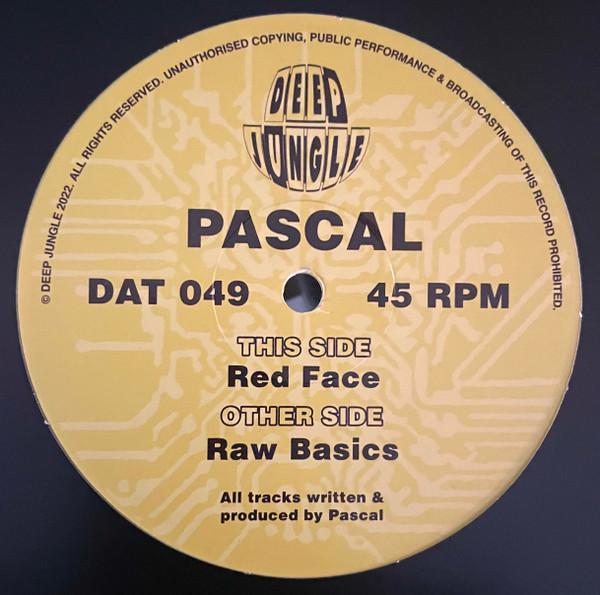 © DEEP JUNGLE 2022. ALL RIGHTS RESERVED. UNAUTHORISED COPYING, PUBLIC PERFORMANCE & BROADCASTING OF THIS RECORD PROHIBITED.
DEEP
JUNGLE
PASCAL
DAT 049 45 RPM
THIS SIDE
Red Face
OTHER SIDE
Raw Basics
All tracks written &
produced by Pascal